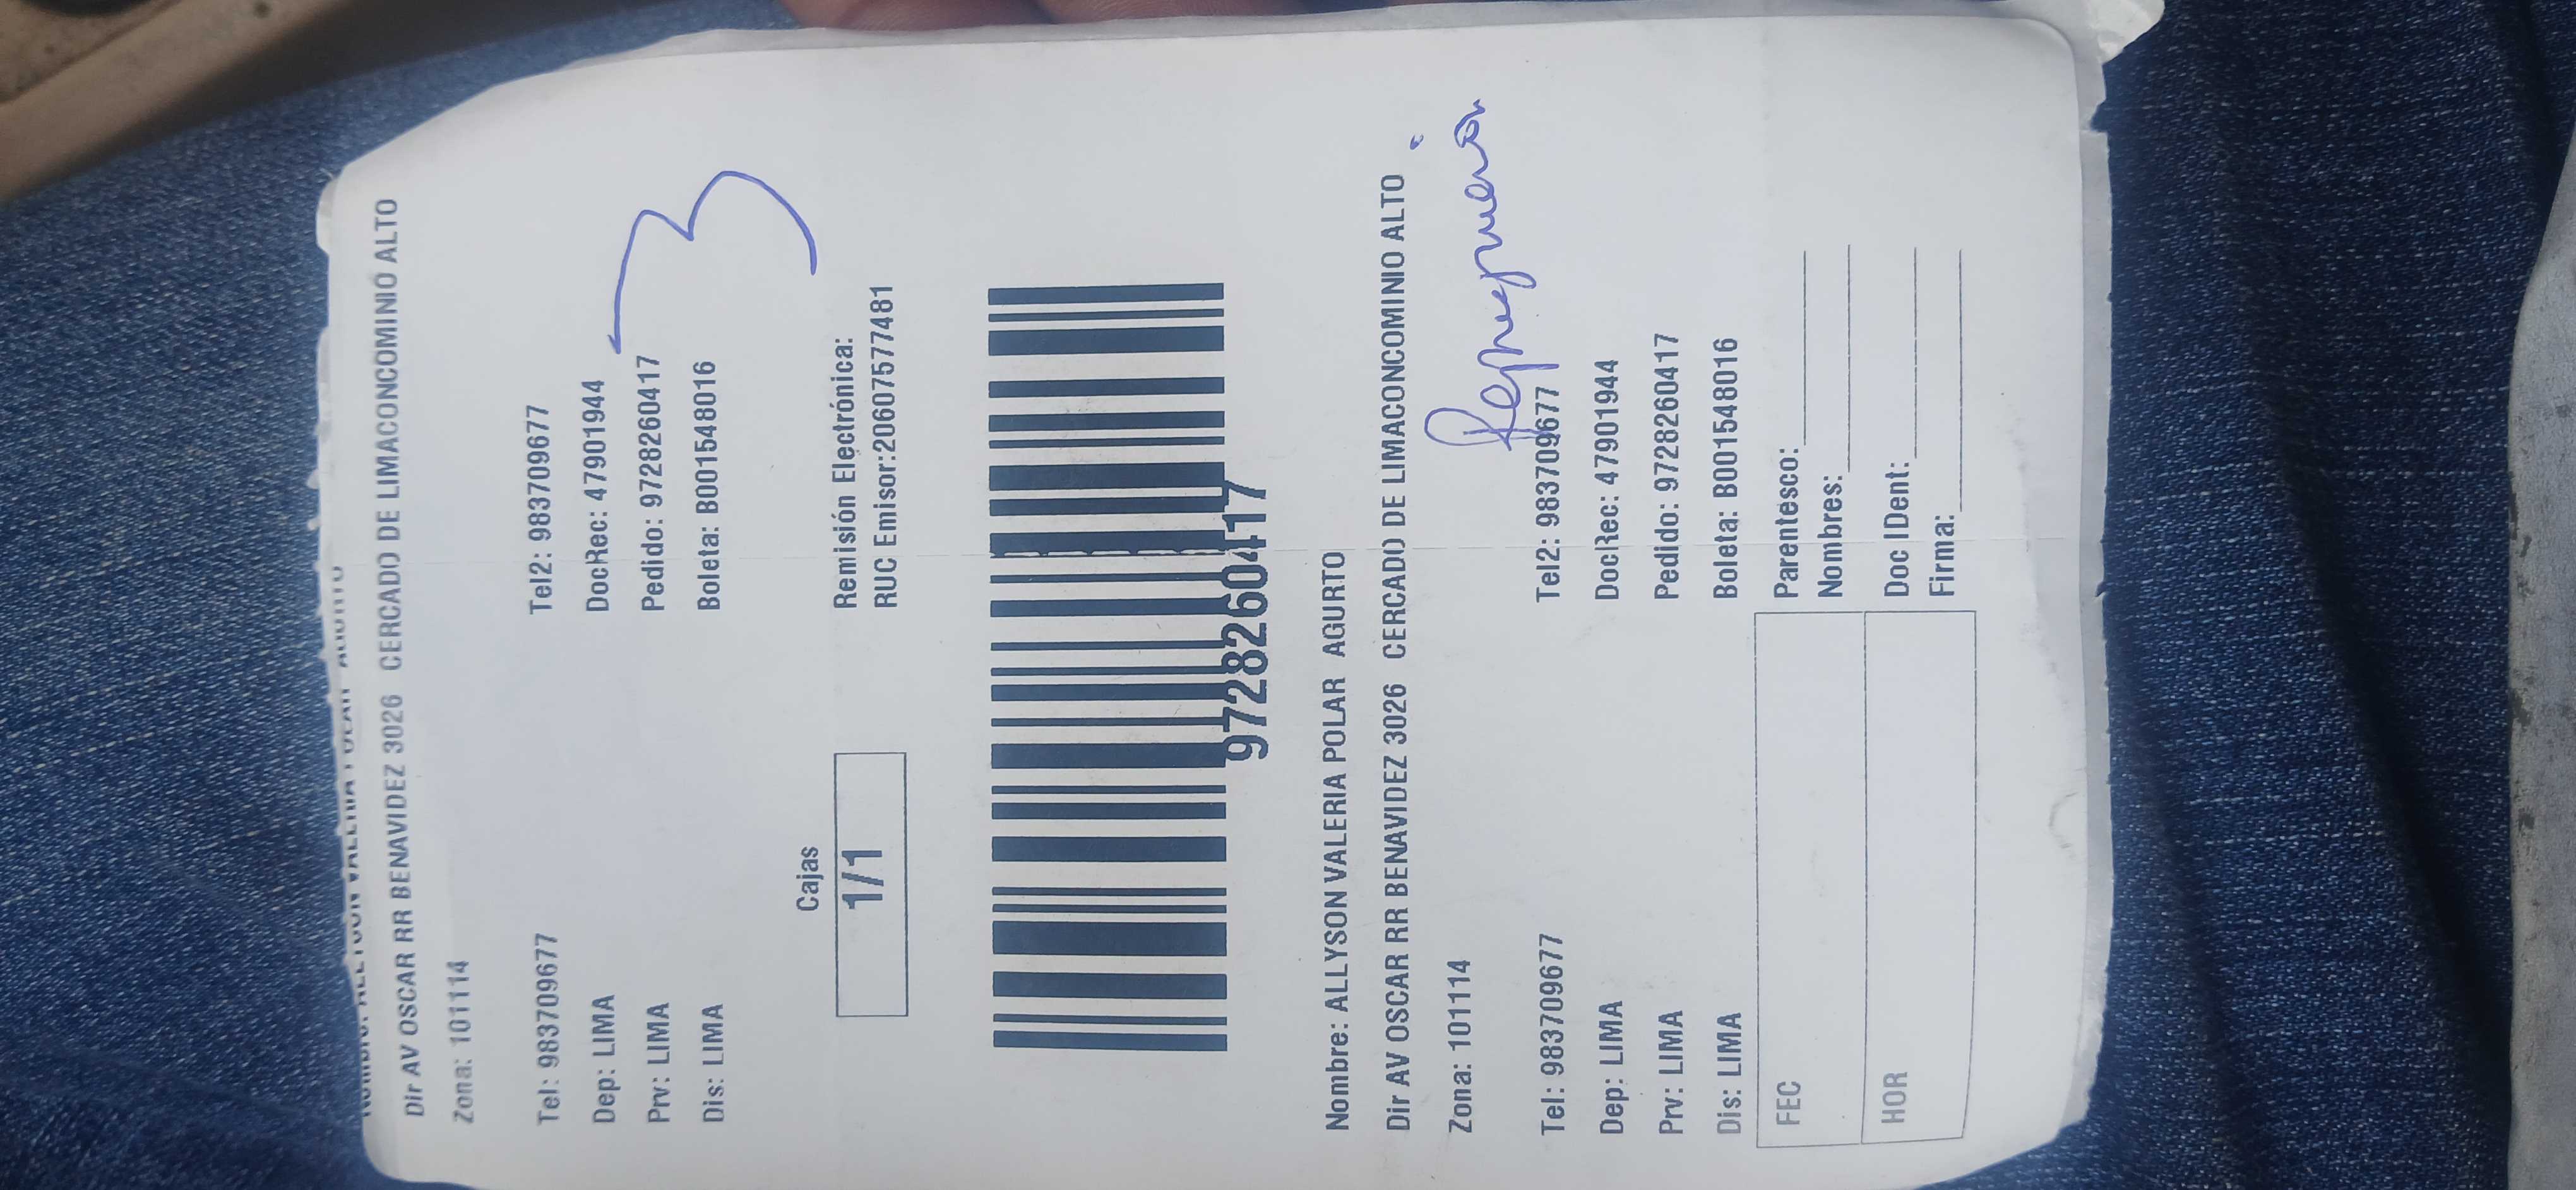 Dir AV OSCAR RR BENAVIDEZ 3026 CERCADO DE LIMACONCOMINIO ALTO
Zona: 101114
Tel: 983709677 Tel2: 983709677
Dep: LIMA DocRec: 47901944
Prv: LIMA Pedido: 9728260417
Dis: LIMA Boleta: B001548016
3
Cajas
1/1
Remisión Electrónica:
RUC Emisor:20607577481
9728260417
Nombre: ALLYSON VALERIA POLAR AGURTO
Dir AV OSCAR RR BENAVIDEZ 3026 CERCADO DE LIMACONCOMINIO ALTO
Zona: 101114
Tel: 983709677 Tel2: 983709677
Dep: LIMA DocRec: 47901944
Prv: LIMA Pedido: 9728260417
Dis: LIMA Boleta: B001548016
FEC Parentesco:
Nombres:
HOR Doc IDent:
Firma: